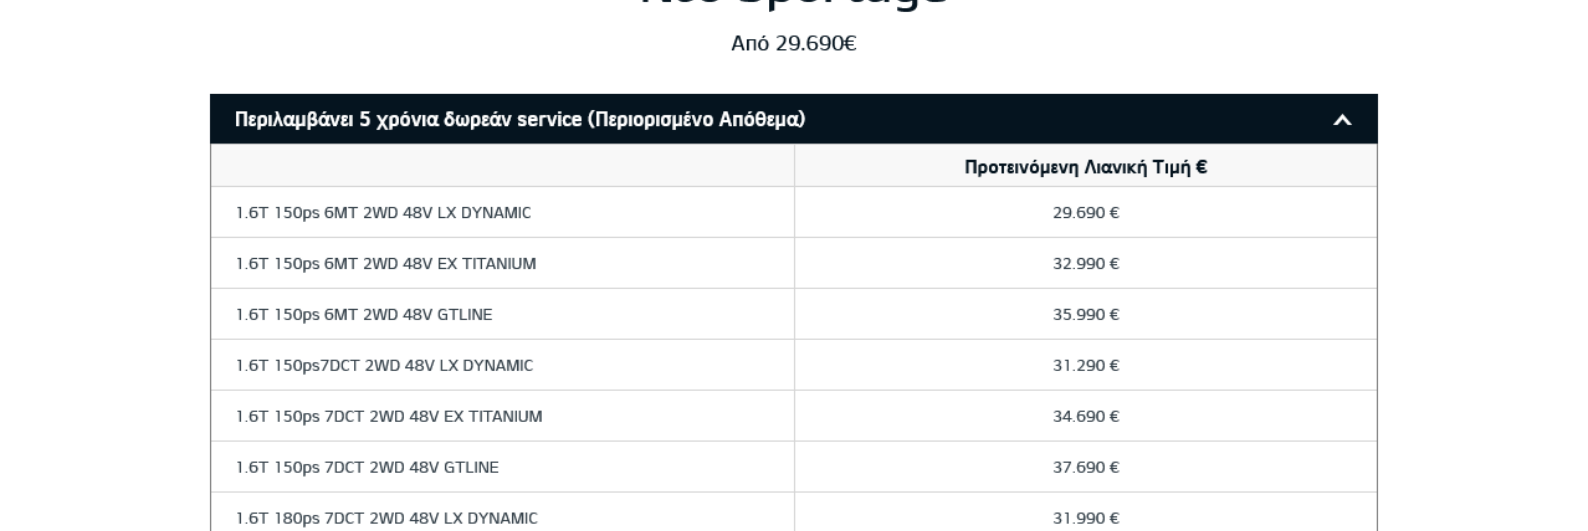 Νέο Sportage
Από 29.690€
Περιλαμβάνει 5 χρόνια δωρεάν service (Περιορισμένο Απόθεμα)
Προτεινόμενη Λιανική Τιμή €
1.6T 150ps 6MT 2WD 48V LX DYNAMIC 29.690 €
1.6T 150ps 6MT 2WD 48V EX TITANIUM 32.990 €
1.6T 150ps 6MT 2WD 48V GTLINE 35.990 €
1.6T 150ps7DCT 2WD 48V LX DYNAMIC 31.290 €
1.6T 150ps 7DCT 2WD 48V EX TITANIUM 34.690 €
1.6T 150ps 7DCT 2WD 48V GTLINE 37.690 €
1.6T 180ps 7DCT 2WD 48V LX DYNAMIC 31.990 €